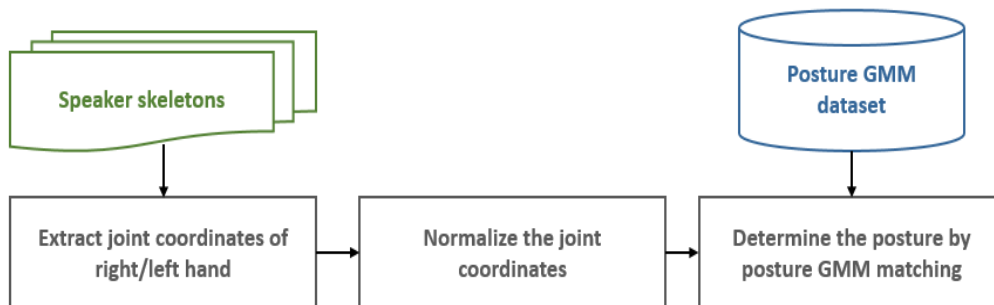 Speaker skeletons
Posture GMM
dataset
Extract joint coordinates of
right/left hand
Normalize the joint
coordinates
Determine the posture by
posture GMM matching